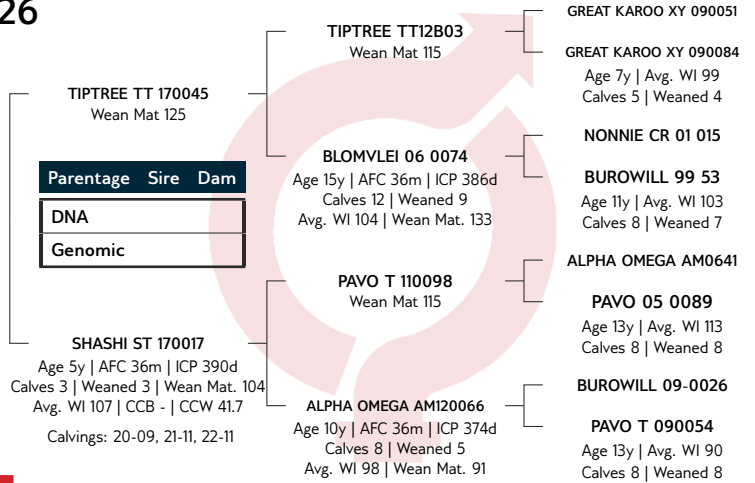 26
TIPTREE TT 170045
Wean Mat 125
Parentage Sire Dam
DNA
Genomic
SHASHI ST 170017
Age 5y | AFC 36m | ICP 390d
Calves 3 | Weaned 3 | Wean Mat. 104
Avg. WI 107 | CCB - | CCW 41.7
Calvings: 20-09, 21-11, 22-11
TIPTREE TT12B03
Wean Mat 115
BLOMVLEI 06 0074
Age 15y | AFC 36m | ICP 386d
Calves 12 | Weaned 9
Avg. WI 104 | Wean Mat. 133
PAVO T 110098
Wean Mat 115
ALPHA OMEGA AM120066
Age 10y | AFC 36m | ICP 374d
Calves 8 | Weaned 5
Avg. WI 98 | Wean Mat. 91
GREAT KAROO XY 090051
GREAT KAROO XY 090084
Age 7y | Avg. WI 99
Calves 5 | Weaned 4
NONNIE CR 01 015
BUROWILL 99 53
Age 11y | Avg. WI 103
Calves 8 | Weaned 7
ALPHA OMEGA AM0641
PAVO 05 0089
Age 13y | Avg. WI 113
Calves 8 | Weaned 8
BUROWILL 09-0026
PAVO T 090054
Age 13y | Avg. WI 90
Calves 8 | Weaned 8